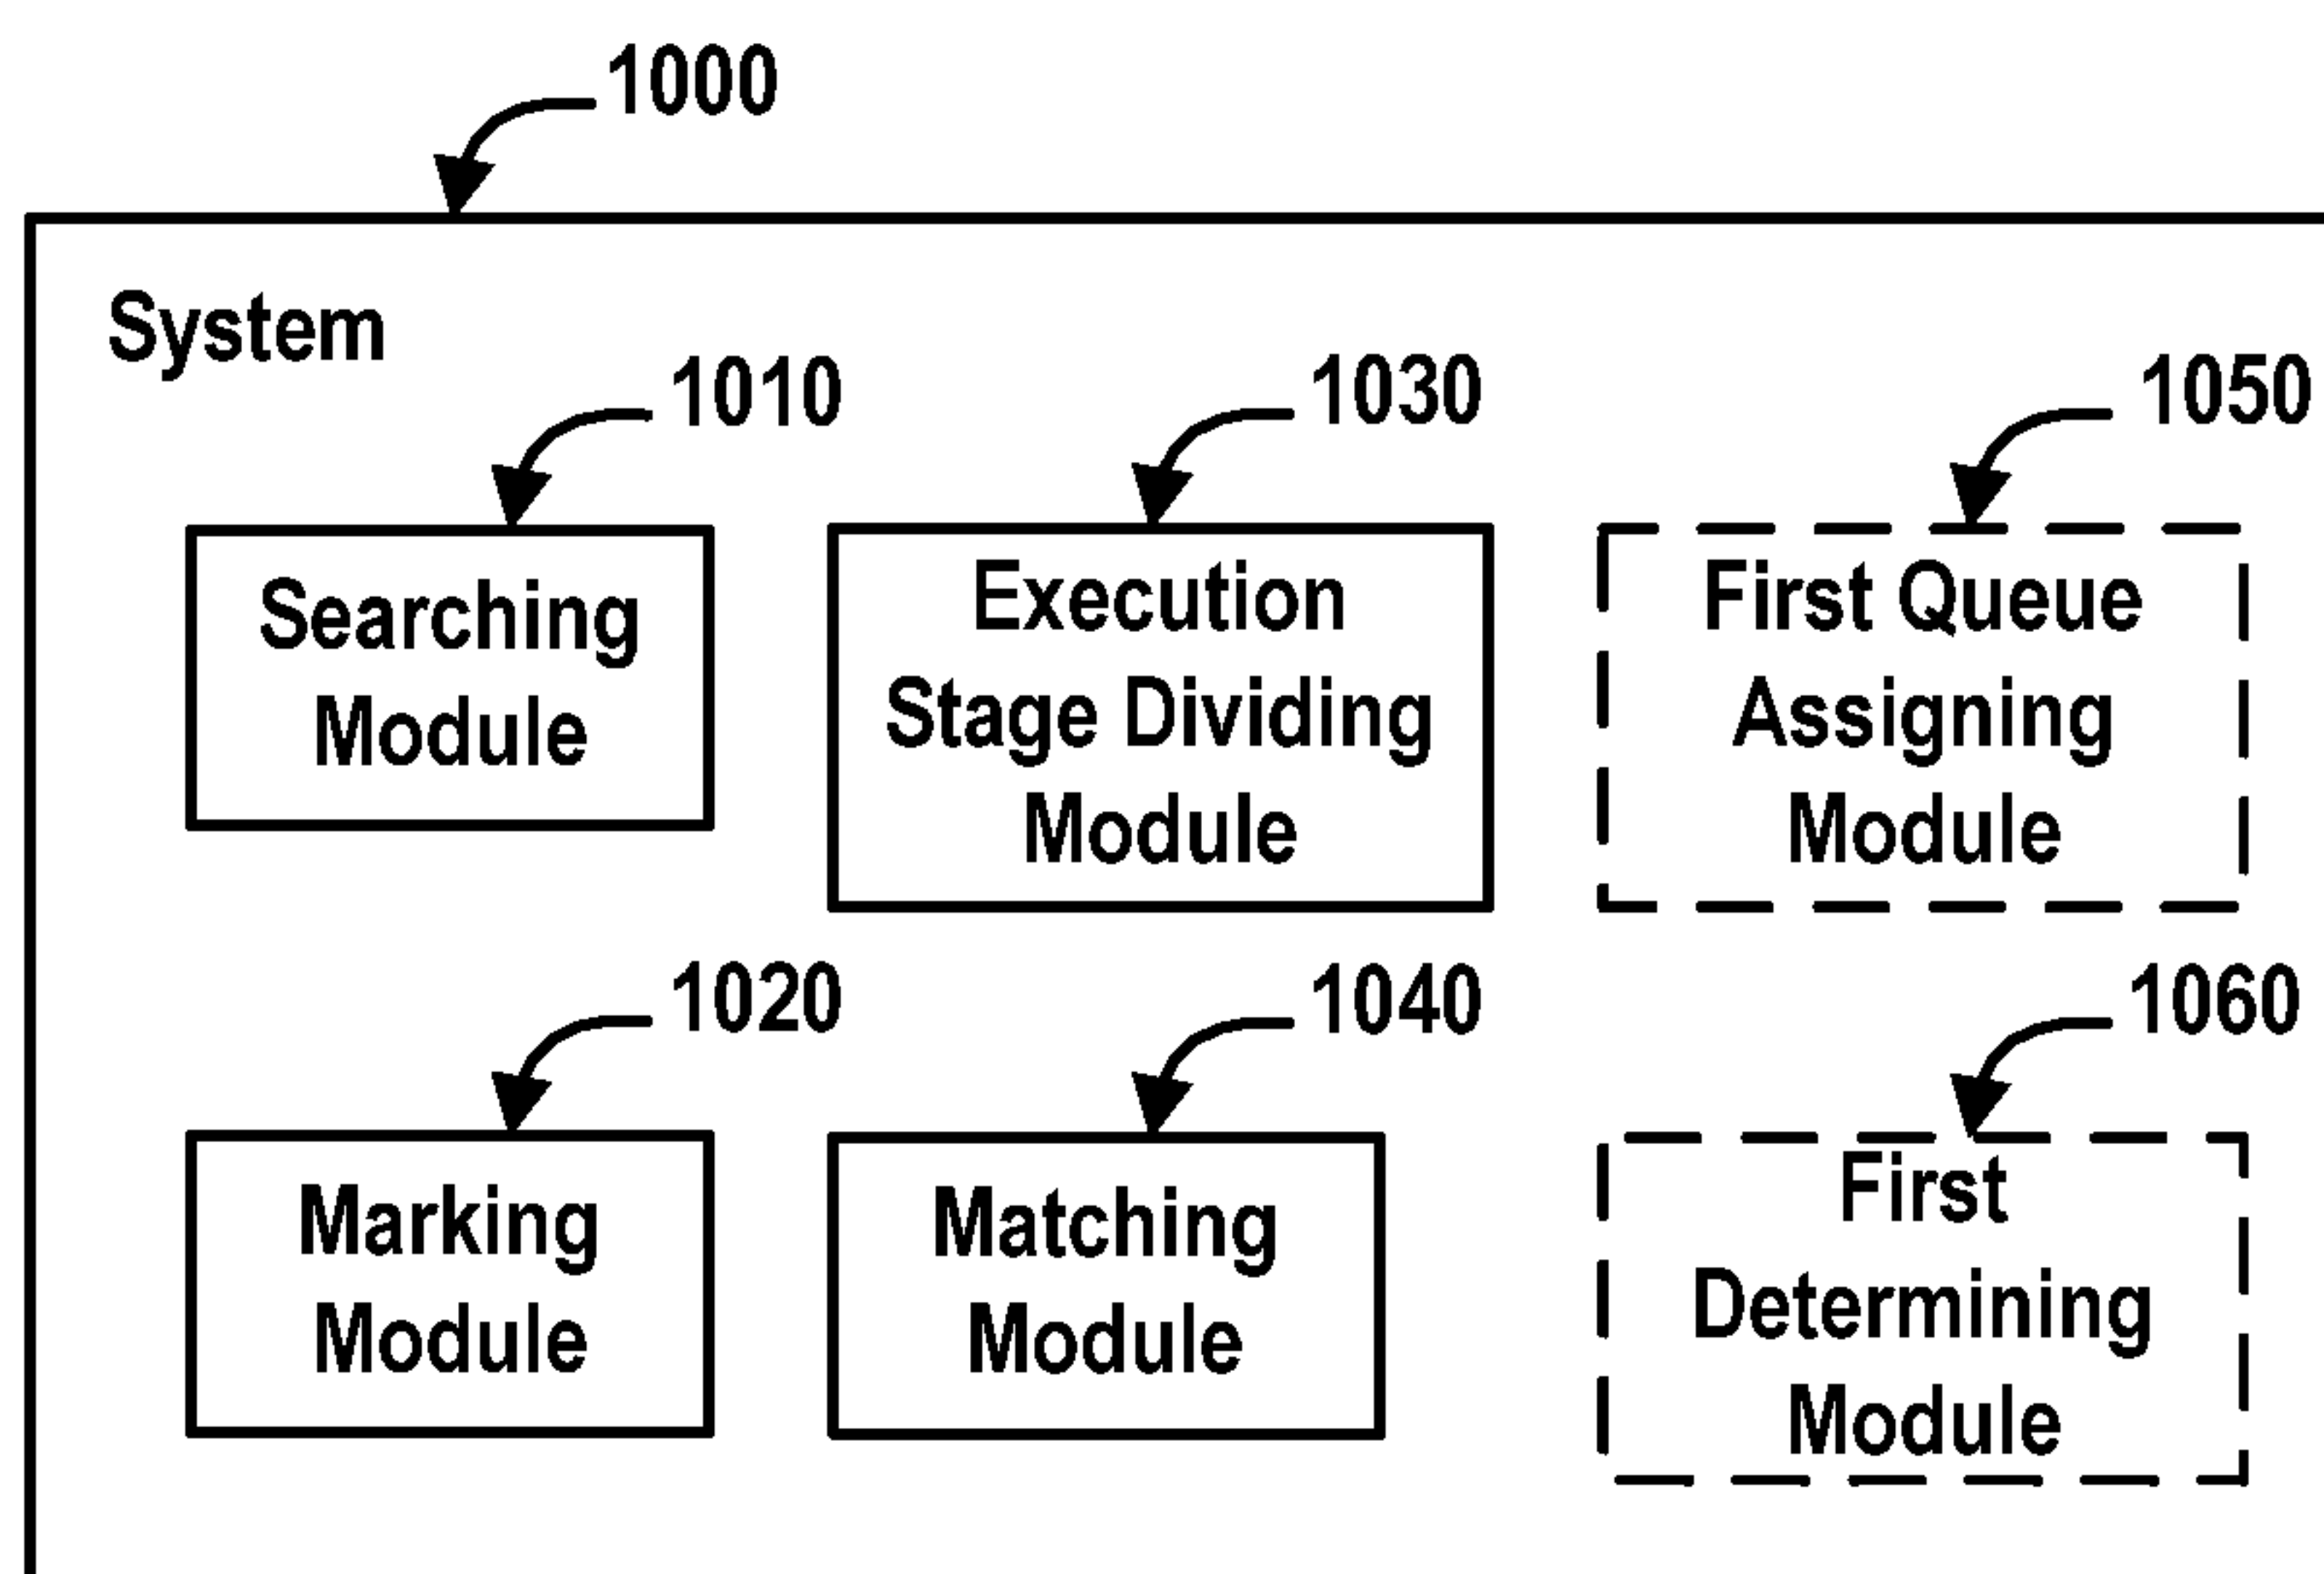 1000
System
1010
1030
1050
Searching
Module
Execution
Stage Dividing
Module
First Queue
Assigning
Module
1020
1040
1060
Marking
Module
Matching
Module
First
Determining
Module